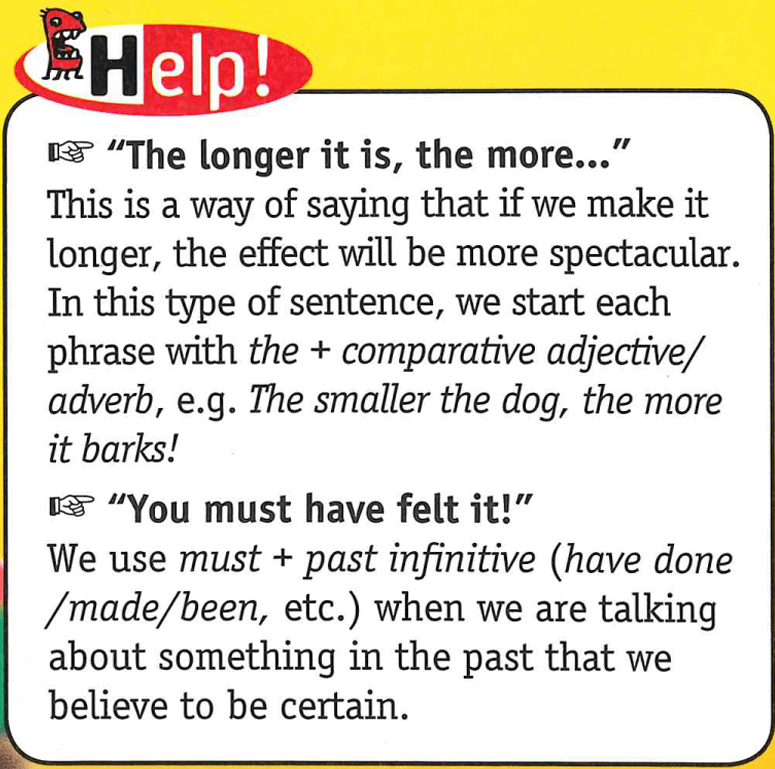 Help!
☞ “The longer it is, the more...”
This is a way of saying that if we make it
longer, the effect will be more spectacular.
In this type of sentence, we start each
phrase with the + comparative adjective/
adverb, e.g. The smaller the dog, the more
it barks!
☞ “You must have felt it!”
We use must + past infinitive (have done
/made/been, etc.) when we are talking
about something in the past that we
believe to be certain.